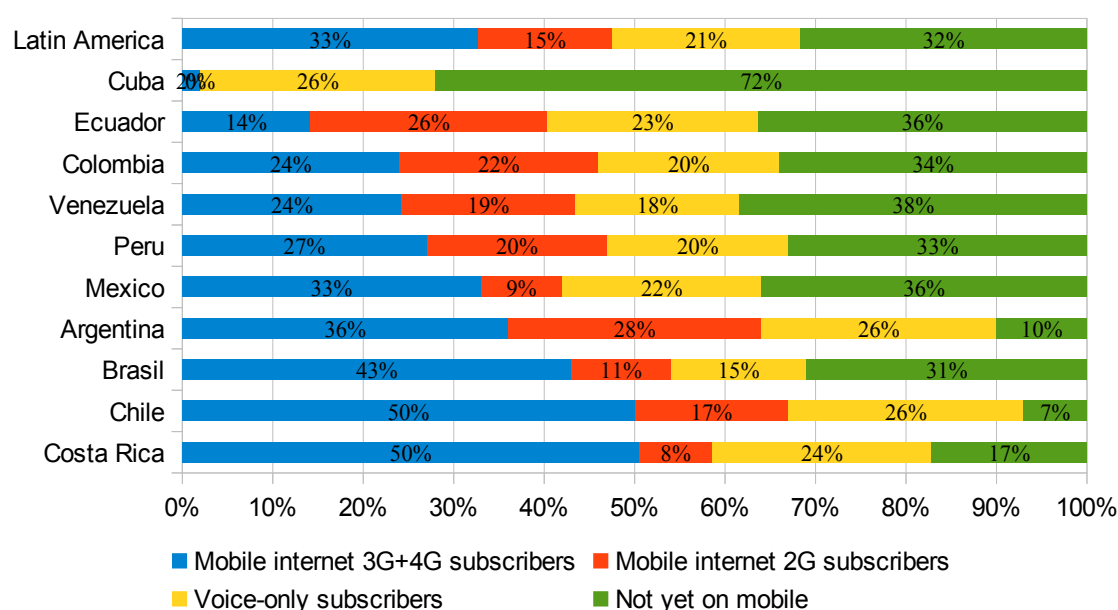 Latin America 33% 15% 21% 32%
Cuba 2% 0% 26% 72%
Ecuador 14% 26% 23% 36%
Colombia 24% 22% 20% 34%
Venezuela 24% 19% 18% 38%
Peru 27% 20% 20% 33%
Mexico 33% 9% 22% 36%
Argentina 36% 28% 26% 10%
Brasil 43% 11% 15% 31%
Chile 50% 17% 26% 7%
Costa Rica 50% 8% 24% 17%
0% 10% 20% 30% 40% 50% 60% 70% 80% 90% 100%
Mobile internet 3G+4G subscribers Mobile internet 2G subscribers
Voice-only subscribers Not yet on mobile